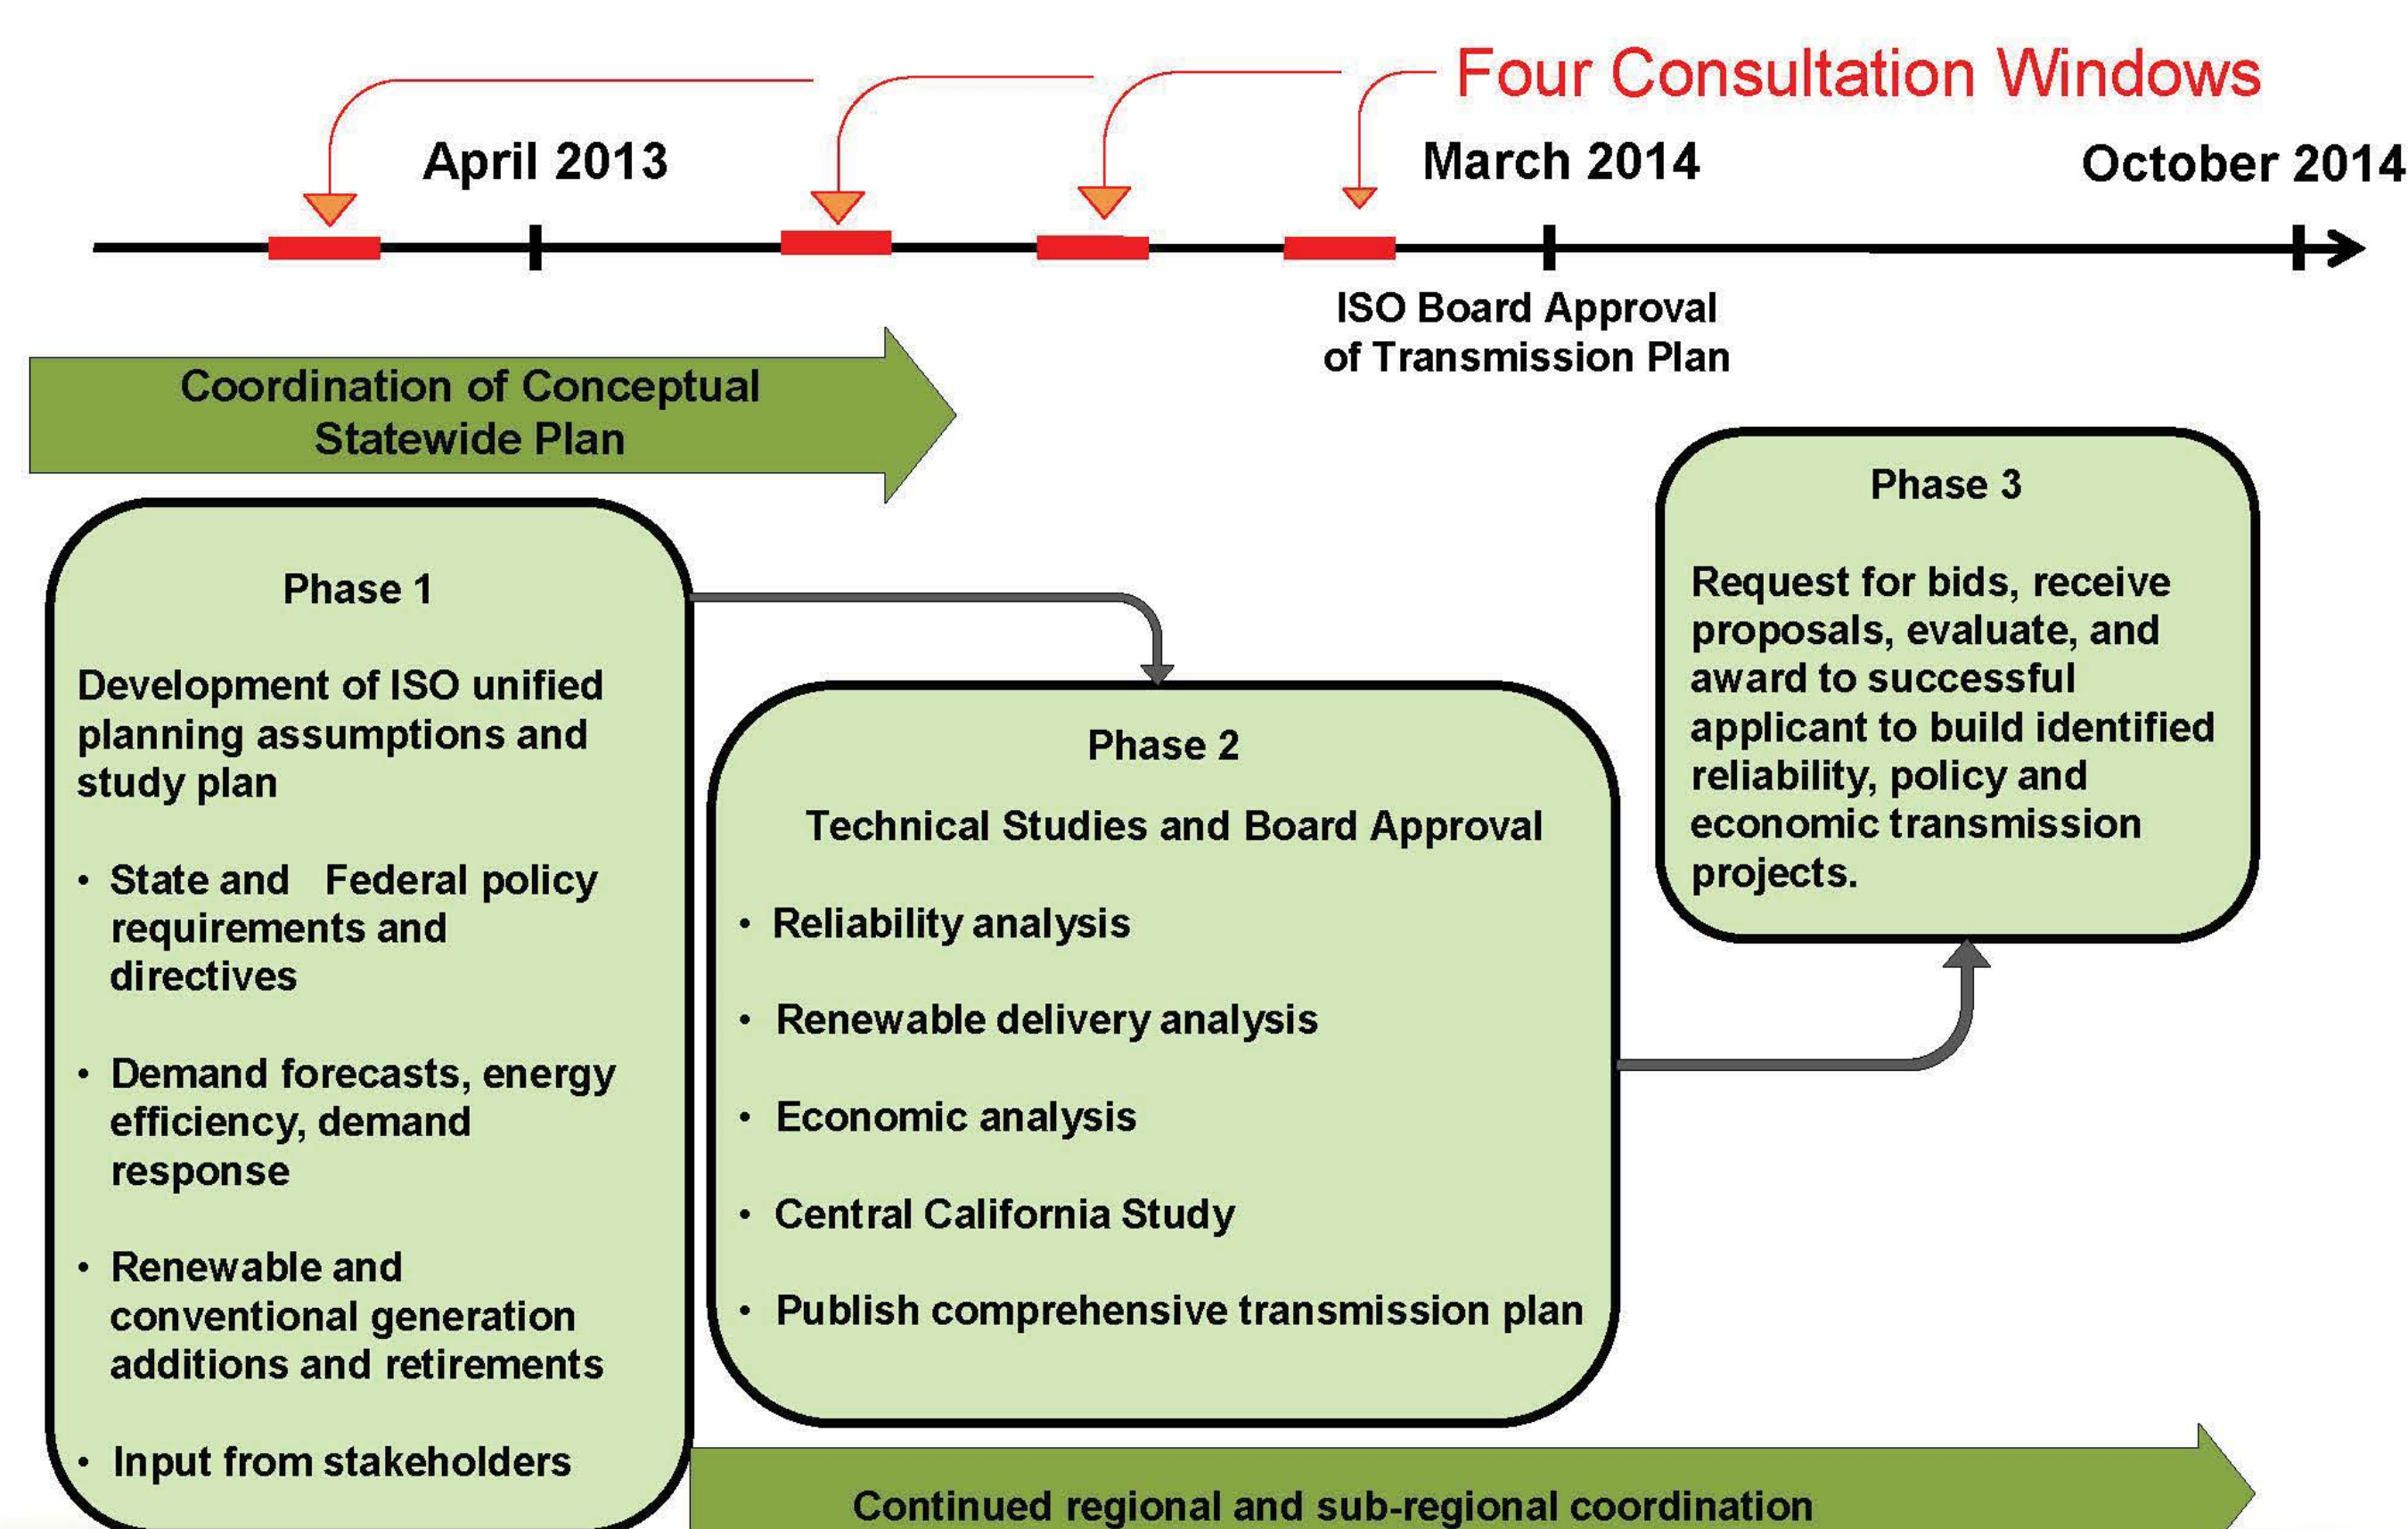 Four Consultation Windows
April 2013
March 2014
October 2014
ISO Board Approval
of Transmission Plan
Coordination of Conceptual
Statewide Plan
Phase 1
Development of ISO unified
planning assumptions and
study plan
• State and Federal policy
requirements and
directives
• Demand forecasts, energy
efficiency, demand
response
• Renewable and
conventional generation
additions and retirements
• Input from stakeholders
Phase 2
Technical Studies and Board Approval
• Reliability analysis
• Renewable delivery analysis
• Economic analysis
• Central California Study
• Publish comprehensive transmission plan
Phase 3
Request for bids, receive
proposals, evaluate, and
award to successful
applicant to build identified
reliability, policy and
economic transmission
projects.
Continued regional and sub-regional coordination